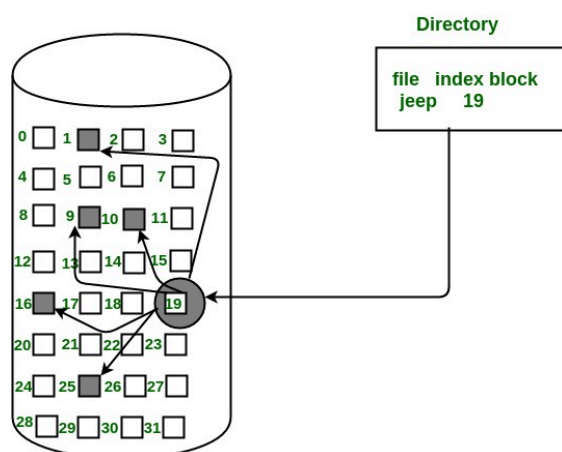 Directory
file index block
jeep 19
0 1 2 3
4 5 6 7
8 9 10 11
12 13 14 15
16 17 18 19
20 21 22 23
24 25 26 27
28 29 30 31